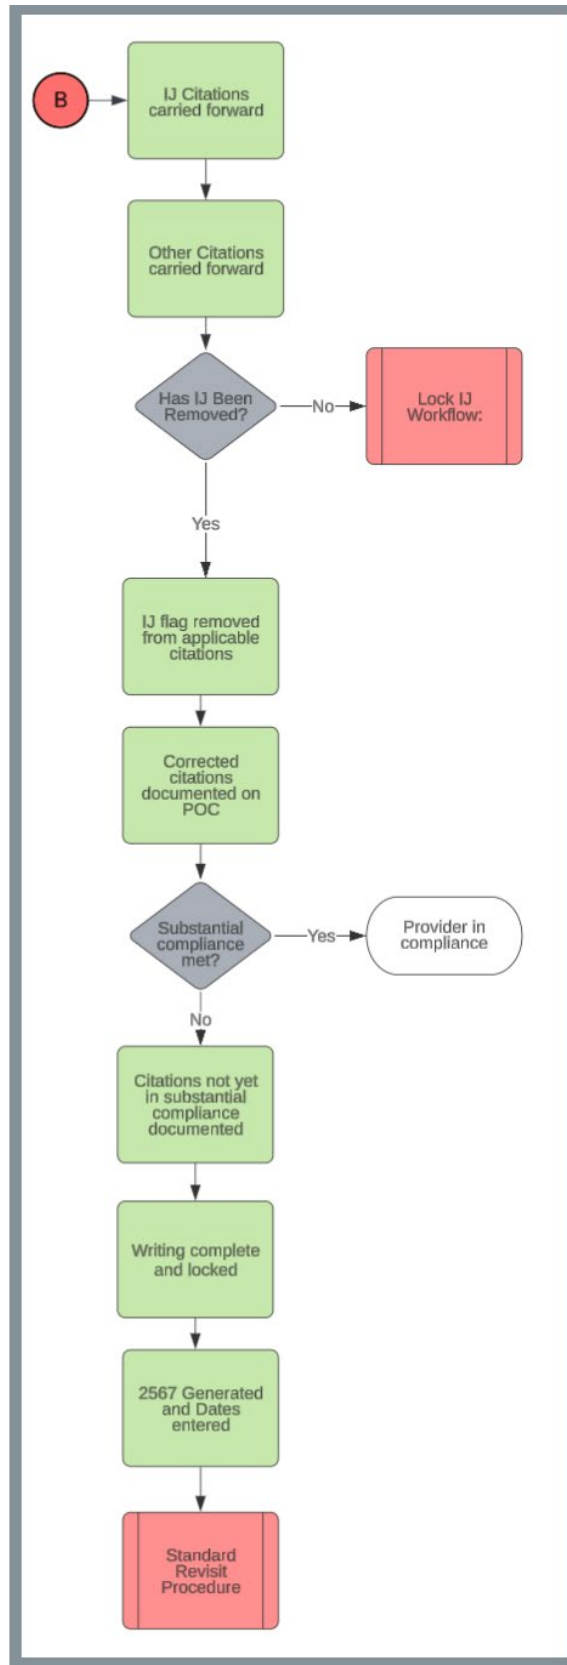 B
IJ Citations
carried forward
Other Citations
carried forward
Has IJ Been
Removed?
No
Lock IJ
Workflow:
Yes
IJ flag removed
from applicable
citations
Corrected
citations
documented on
POC
Substantial
compliance
met?
Yes
Provider in
compliance
No
Citations not yet
in substantial
compliance
documented
Writing complete
and locked
2567 Generated
and Dates
entered
Standard
Revisit
Procedure